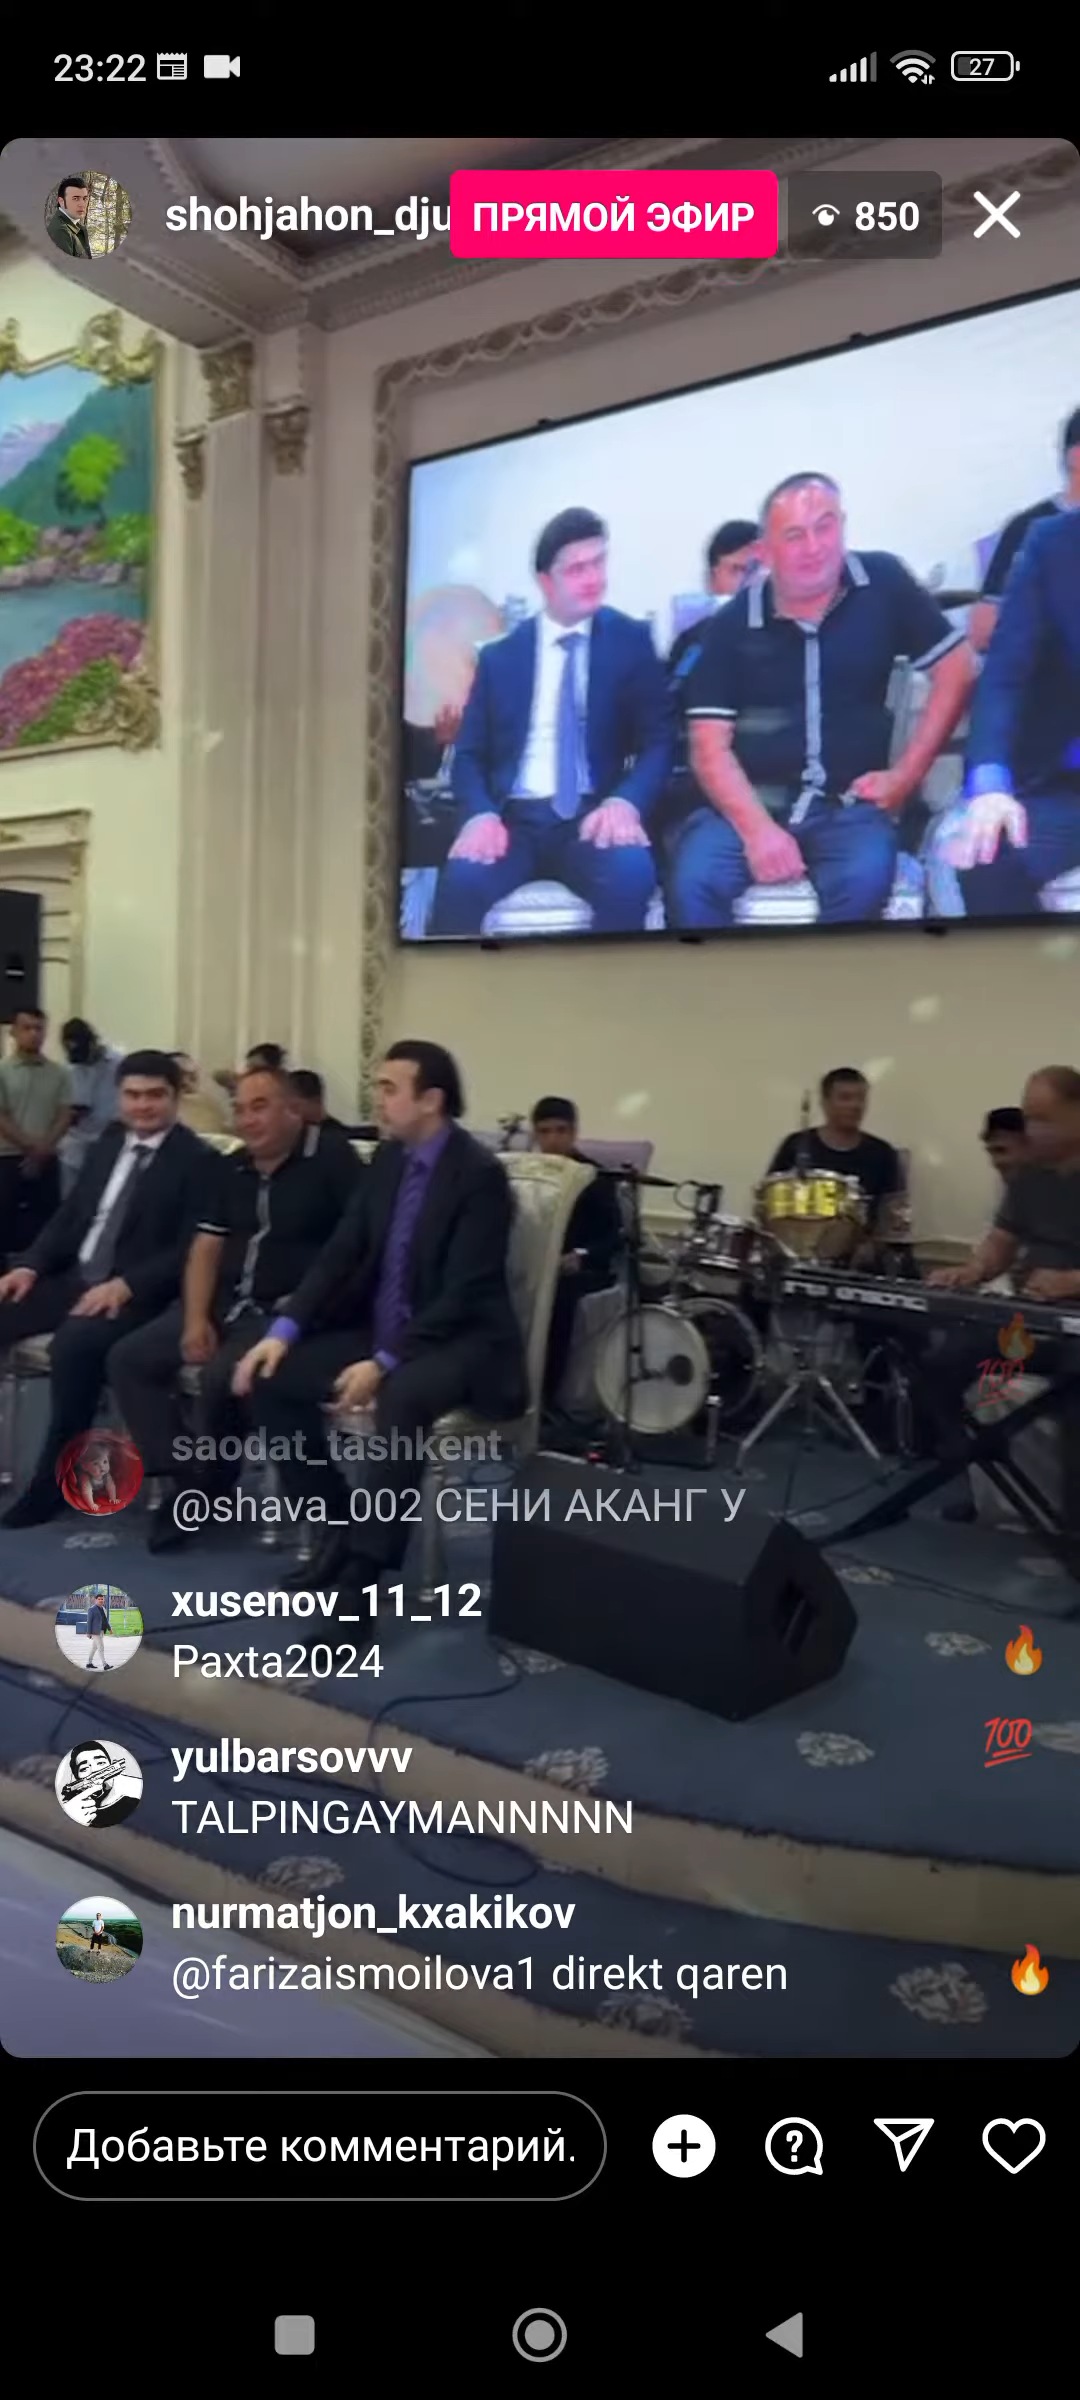 23:22
27
shohjahon_dju
ПРЯМОЙ ЭФИР
850
saodat_tashkent
@shava_002 СЕНИ АКАНГ У
xusenov_11_12
Paxta2024
yulbarsovvv
TALPINGAYMANNNNN
nurmatjon_kxakikov
@farizaismoilova1 direkt qaren
Добавьте комментарий.